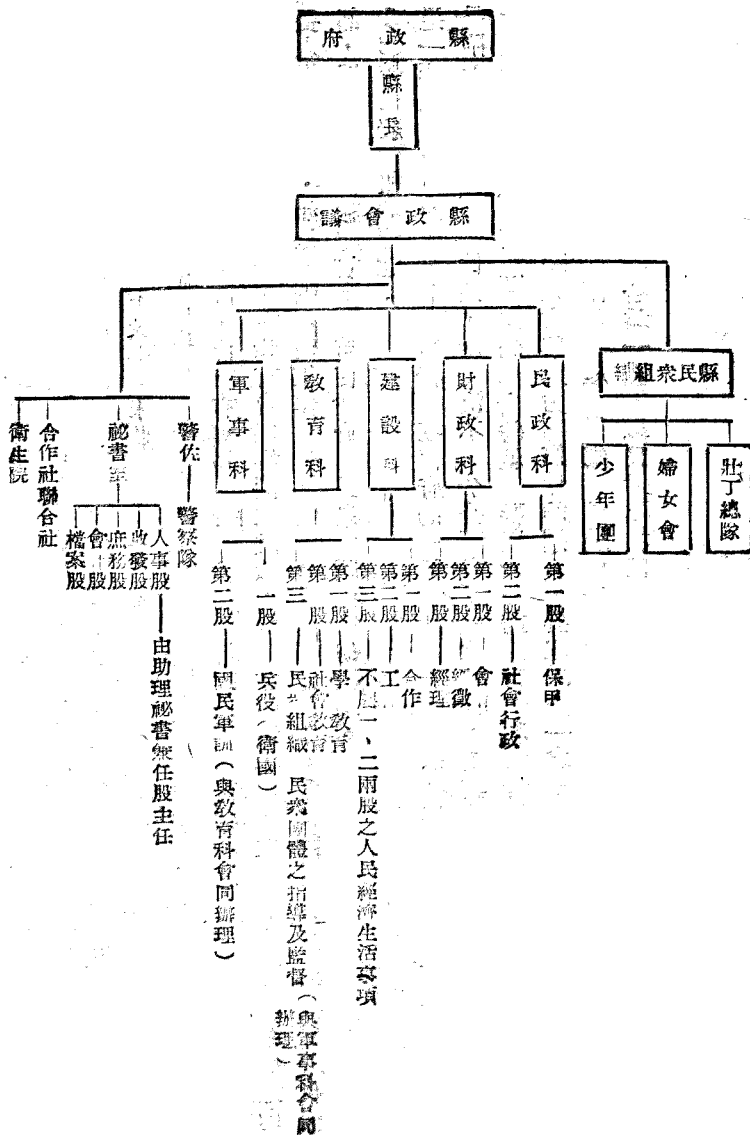 縣政府
縣長
縣政會議
縣民衆組
壯丁總隊
婦女會
少年團
民政科
第一股
保甲
第二股
社會行政
財政科
第一股
會
第二股
徵
第股
經理
建設科
第一股
合作
第二股
工
第三股
不屬一、二兩股之人民經濟生活事項
教育科
第一股
學 教育
第股
社會教育
第三
民組織 民衆團體之指導及監督(與軍事科會同辦理)
軍事科
一股
兵役(衛國)
第二股
國民軍訓(與教育科會同辦理)
警佐
警察隊
祕書室
人事股
由助理祕書兼任股主任
收發股
庶務股
會股
檔案股
合作社聯合社
衛生院